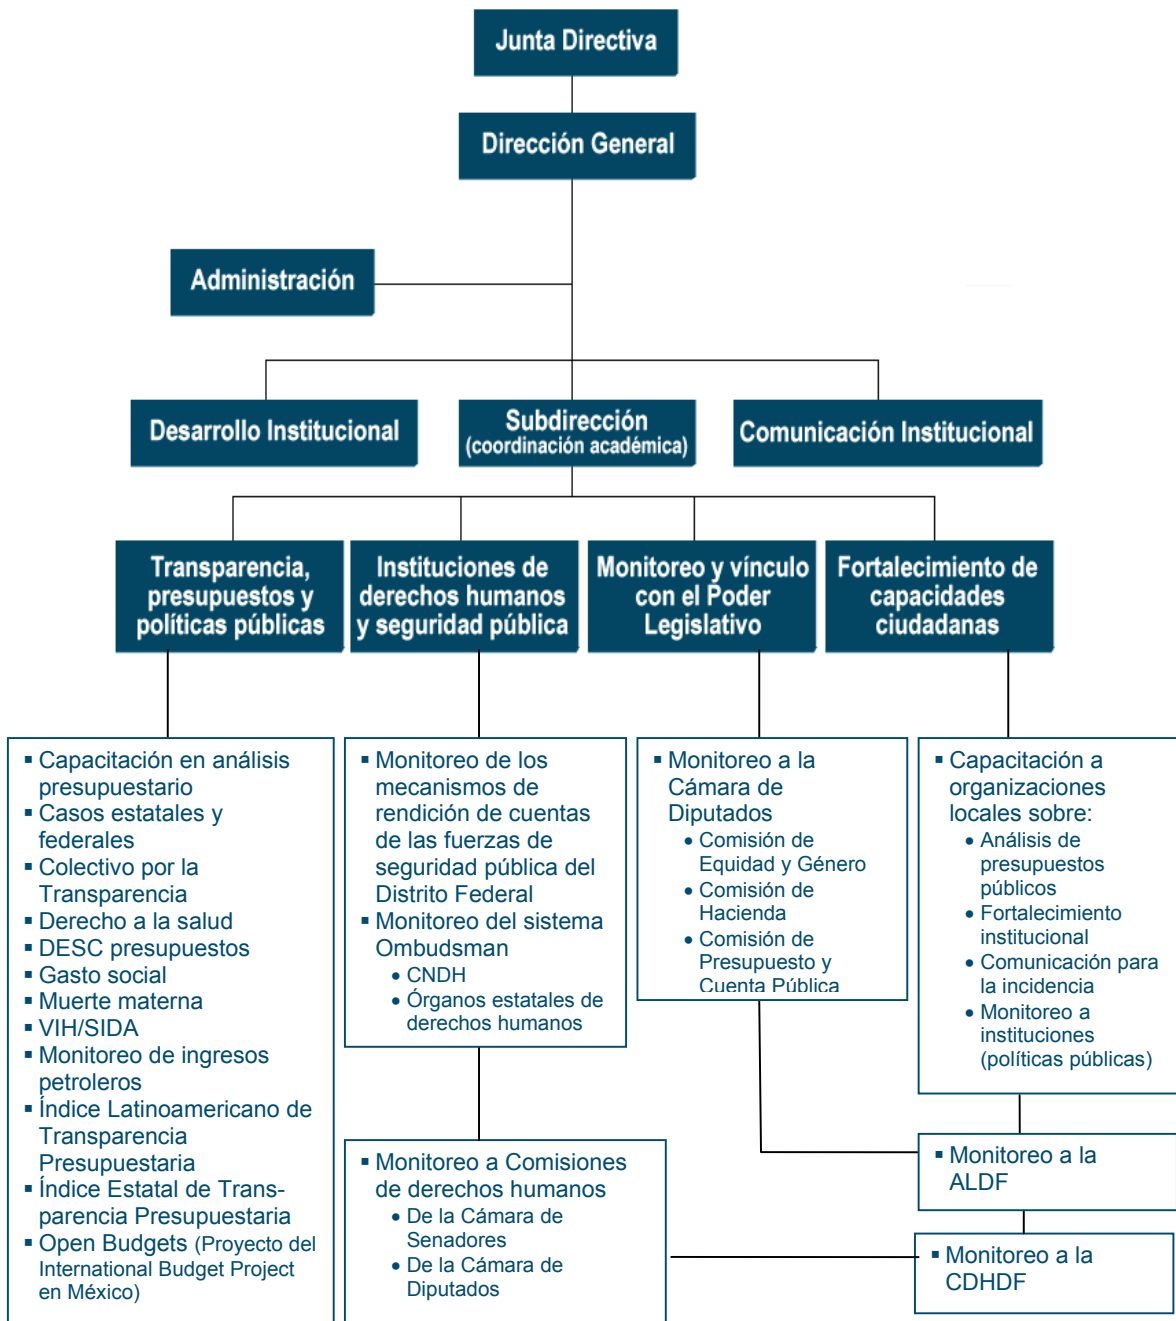 Junta Directiva
Dirección General
Administración
Desarrollo Institucional
Subdirección
(coordinación académica)
Comunicación Institucional
Transparencia,
presupuestos y
políticas públicas
Instituciones de
derechos humanos
y seguridad pública
Monitoreo y vínculo
con el Poder
Legislativo
Fortalecimiento de
capacidades
ciudadanas
▪ Capacitación en análisis
presupuestario
▪ Casos estatales y
federales
▪ Colectivo por la
Transparencia
▪ Derecho a la salud
▪ DESC presupuestos
▪ Gasto social
▪ Muerte materna
▪ VIH/SIDA
▪ Monitoreo de ingresos
petroleros
▪ Índice Latinoamericano de
Transparencia
Presupuestaria
▪ Índice Estatal de Trans-
parencia Presupuestaria
▪ Open Budgets (Proyecto del
International Budget Project
en México)
▪ Monitoreo de los
mecanismos de
rendición de cuentas
de las fuerzas de
seguridad pública del
Distrito Federal
▪ Monitoreo del sistema
Ombudsman
• CNDH
• Órganos estatales de
derechos humanos
▪ Monitoreo a Comisiones
de derechos humanos
• De la Cámara de
Senadores
• De la Cámara de
Diputados
▪ Monitoreo a la
Cámara de
Diputados
• Comisión de
Equidad y Género
• Comisión de
Hacienda
• Comisión de
Presupuesto y
Cuenta Pública
▪ Capacitación a
organizaciones
locales sobre:
• Análisis de
presupuestos
públicos
• Fortalecimiento
institucional
• Comunicación para
la incidencia
• Monitoreo a
instituciones
(políticas públicas)
▪ Monitoreo a la
ALDF
▪ Monitoreo a la
CDHDF